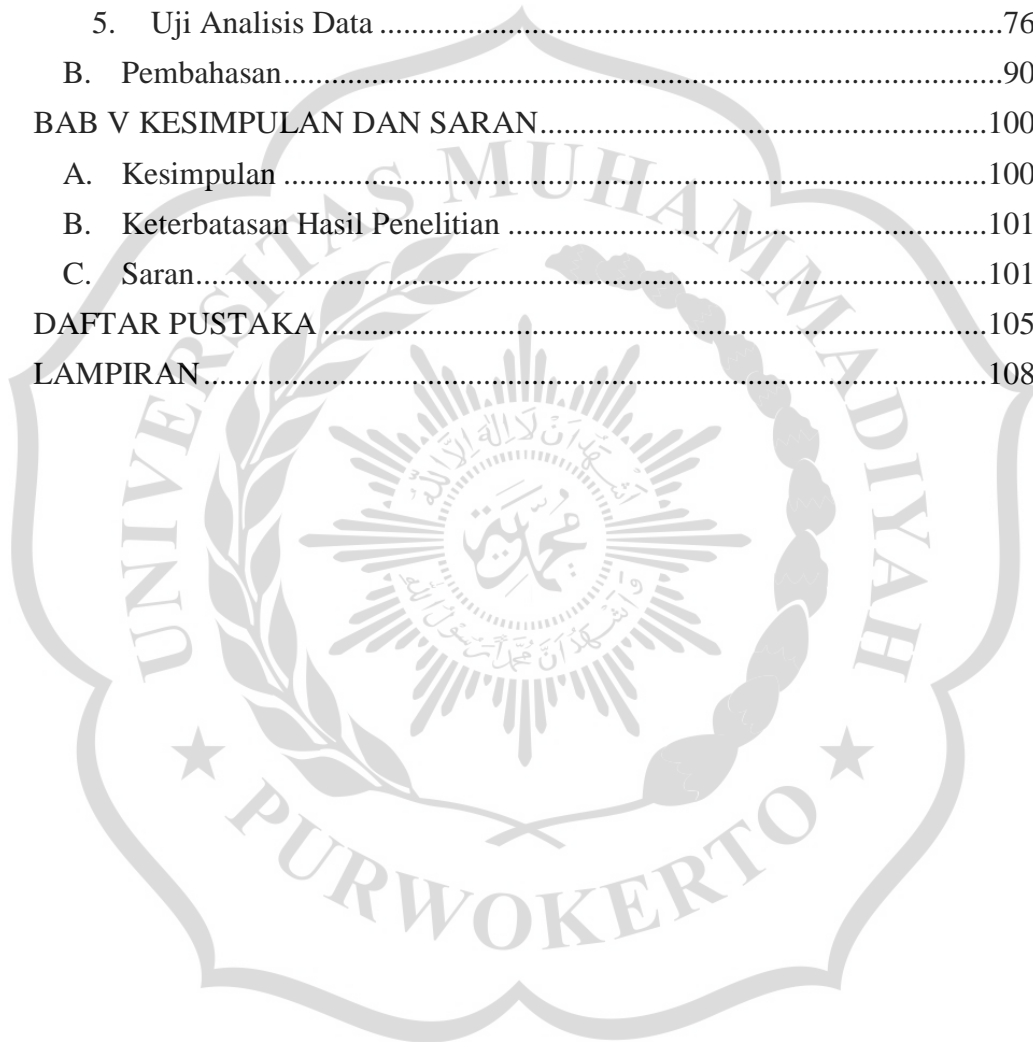 5. Uji Analisis Data ..................................................................................76
B. Pembahasan...........................................................................................90
BAB V KESIMPULAN DAN SARAN.........................................................100
A. Kesimpulan ..........................................................................................100
B. Keterbatasan Hasil Penelitian ...............................................................101
C. Saran....................................................................................................101
DAFTAR PUSTAKA ...................................................................................105
LAMPIRAN.................................................................................................108
UNIVERSITAS MUHAMMADIYAH
PURWOKERTO